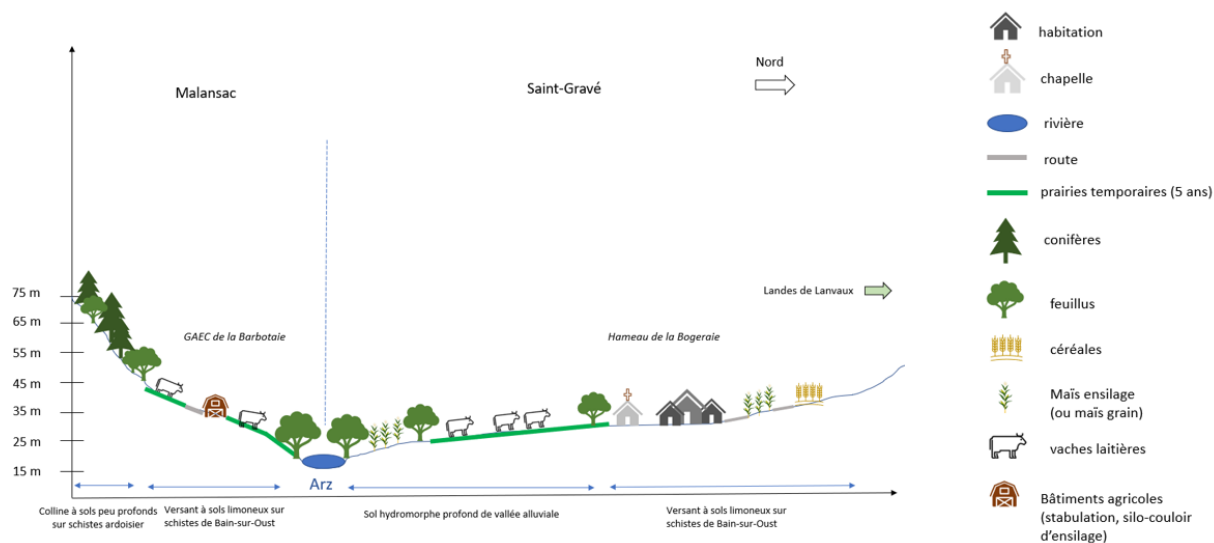 Malansac
Saint-Gravé
Nord
Landes de Lanvaux
GAEC de la Barbotaie
Hameau de la Bogeraie
75 m
65 m
55 m
45 m
35 m
25 m
15 m
Arz
Colline à sols peu profonds
sur schistes ardoisier
Versant à sols limoneux sur
schistes de Bain-sur-Oust
Sol hydromorphe profond de vallée alluviale
Versant à sols limoneux sur
schistes de Bain-sur-Oust
habitation
chapelle
rivière
route
prairies temporaires (5 ans)
conifères
feuillus
céréales
Maïs ensilage
(ou maïs grain)
vaches laitières
Bâtiments agricoles
(stabulation, silo-couloir
d'ensilage)